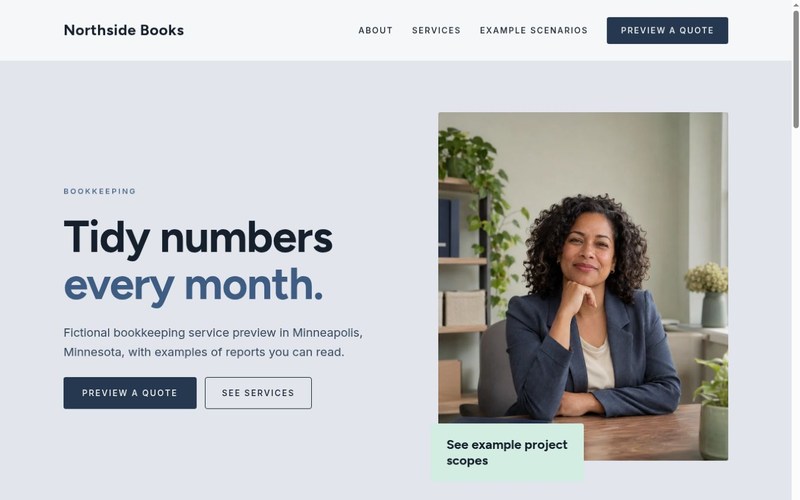 Northside Books
ABOUT
SERVICES
EXAMPLE SCENARIOS
PREVIEW A QUOTE
BOOKKEEPING
Tidy numbers
every month.
Fictional bookkeeping service preview in Minneapolis,
Minnesota, with examples of reports you can read.
PREVIEW A QUOTE
SEE SERVICES
See example project
scopes